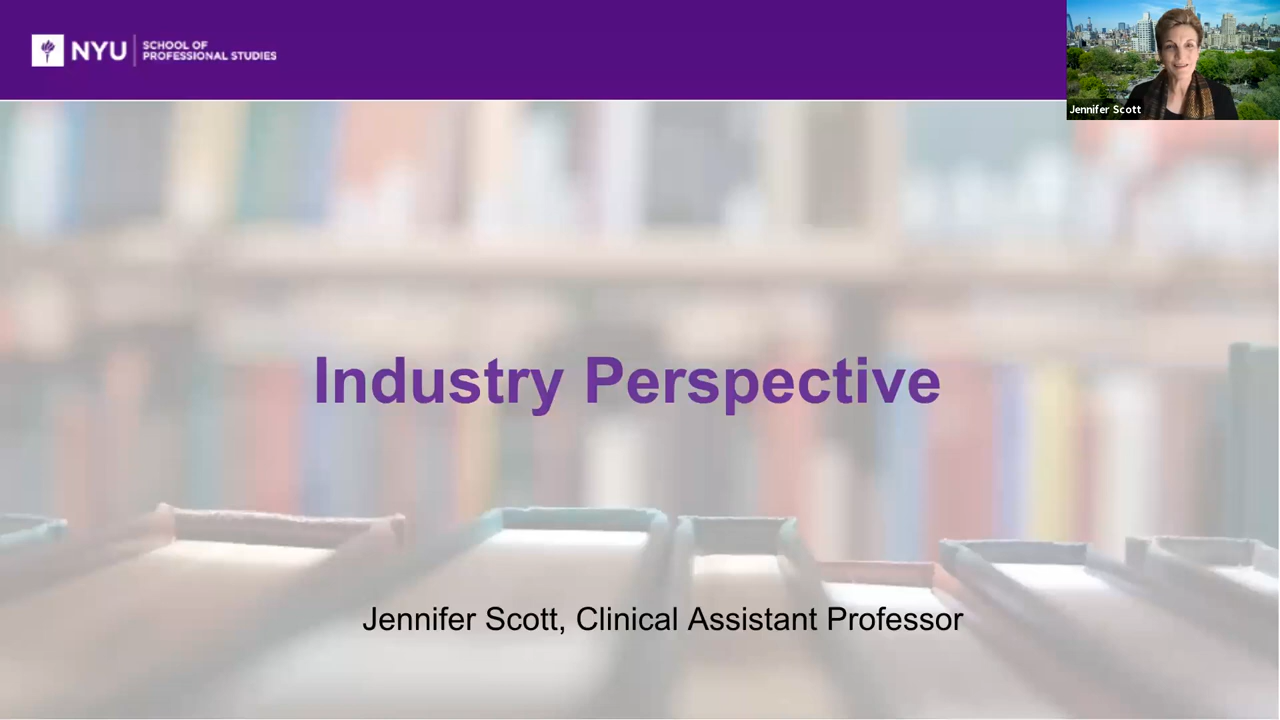 NYU
SCHOOL OF
PROFESSIONAL STUDIES
Jennifer Scott
Industry Perspective
Jennifer Scott, Clinical Assistant Professor